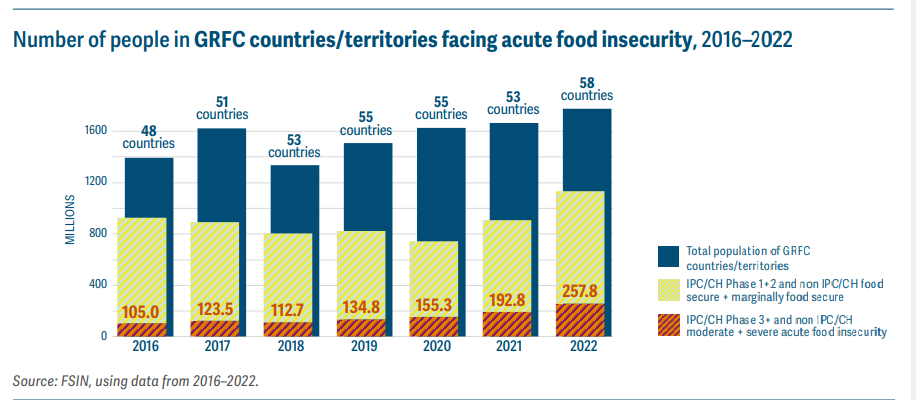 Number of people in GRFC countries/territories facing acute food insecurity, 2016–2022
58
countries
51
countries
53
countries
55
countries
55
countries
48
countries
53
countries
1600
1200
800
400
0
MILLIONS
105.0
123.5
112.7
134.8
155.3
192.8
257.8
2016
2017
2018
2019
2020
2021
2022
Total population of GRFC
countries/territories
IPC/CH Phase 1+2 and non IPC/CH food
secure + marginally food secure
IPC/CH Phase 3+ and non IPC/CH
moderate + severe acute food insecurity
Source: FSIN, using data from 2016–2022.